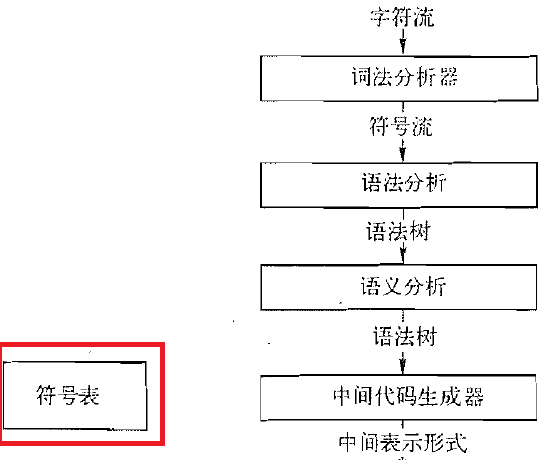 字符流
词法分析器
符号流
语法分析
语法树
语义分析
语法树
符号表
中间代码生成器
中间表示形式